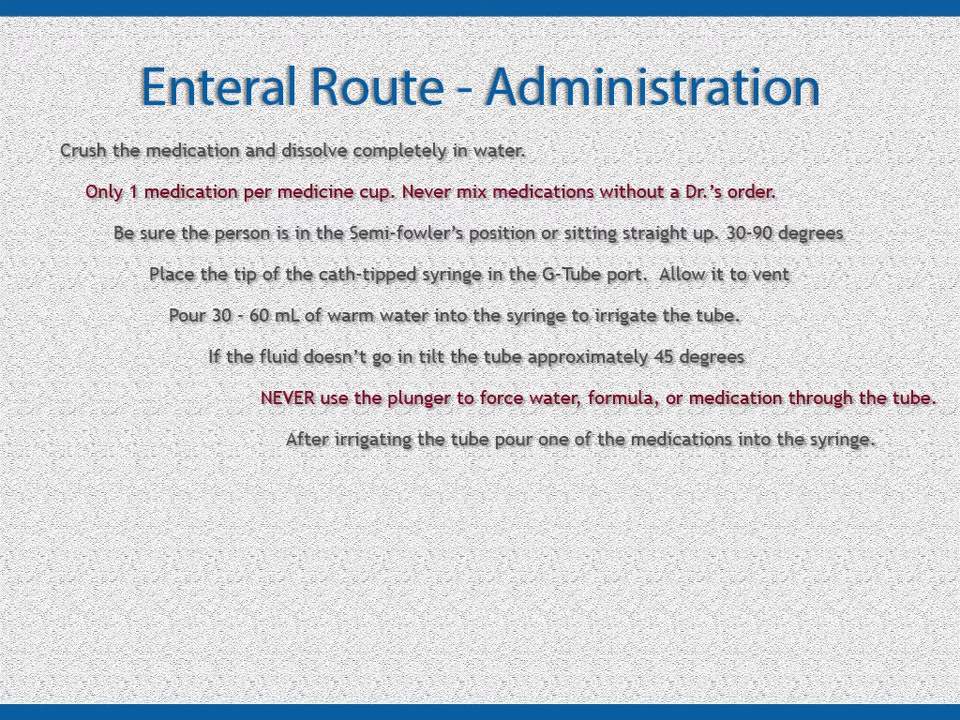 Enteral Route - Administration
Crush the medication and dissolve completely in water.
Only 1 medication per medicine cup. Never mix medications without a Dr.’s order.
Be sure the person is in the Semi-fowler’s position or sitting straight up. 30-90 degrees
Place the tip of the cath-tipped syringe in the G-Tube port.  Allow it to vent
Pour 30 - 60 mL of warm water into the syringe to irrigate the tube.
If the fluid doesn’t go in tilt the tube approximately 45 degrees
NEVER use the plunger to force water, formula, or medication through the tube.
After irrigating the tube pour one of the medications into the syringe.